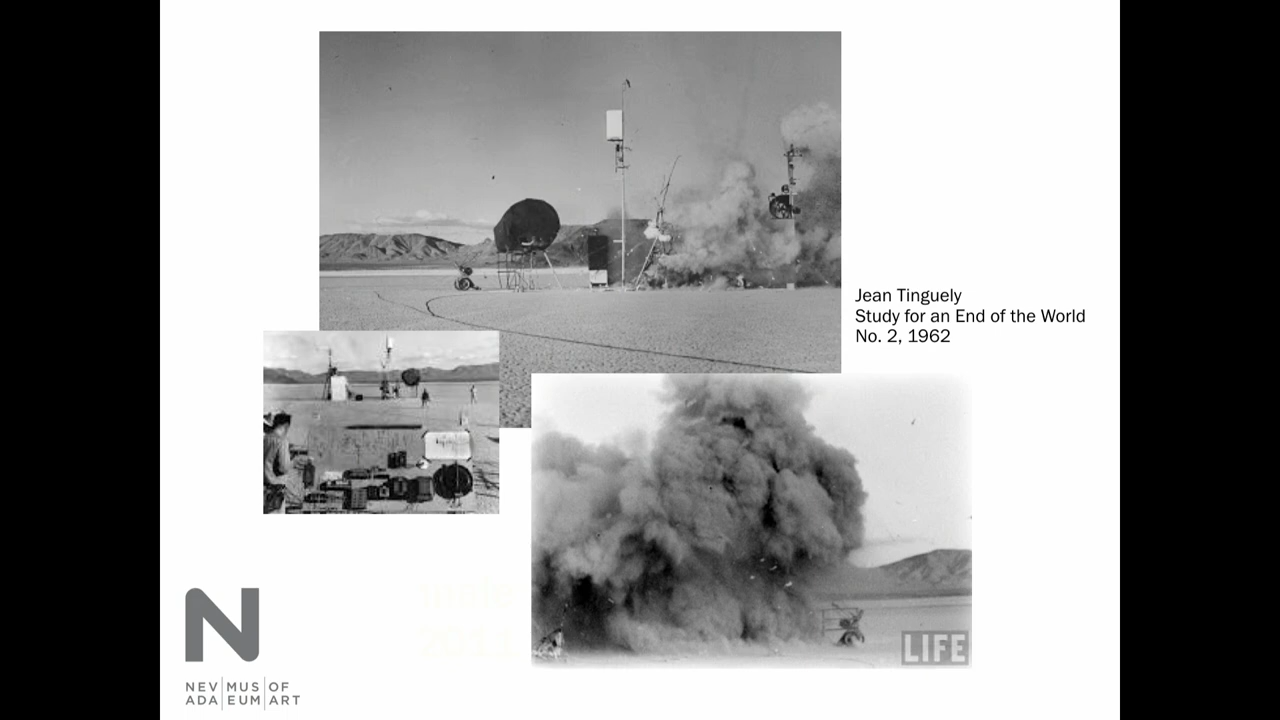 Jean Tinguely
Study for an End of the World
No. 2, 1962
LIFE
N
NEV|MUS|OF
ADA|EUM|ART